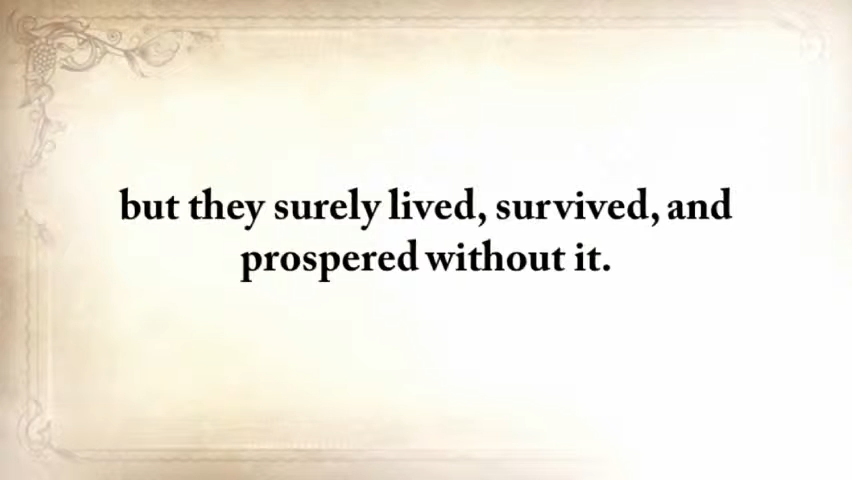 but they surely lived, survived, and
prospered without it.